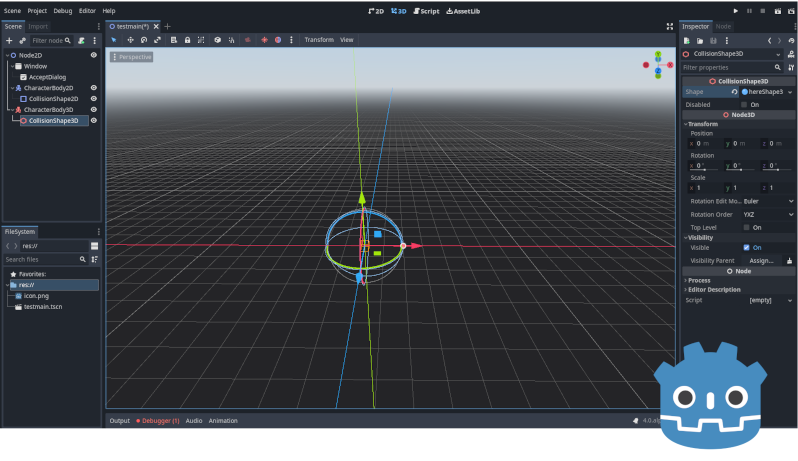 Scene Project Debug Editor Help
2D 3D Script AssetLib
Scene Import
Filter node
Node2D
Window
AcceptDialog
CharacterBody2D
CollisionShape2D
CharacterBody3D
CollisionShape3D
FileSystem
res://
Search files
Favorites:
res://
icon.png
testmain.tscn
testmain(*)
Transform View
Perspective
Output Debugger (1) Audio Animation
Inspector Node
CollisionShape3D
Filter properties
CollisionShape3D
Shape hereShape3
Disabled On
Node3D
Transform
Position
x 0 m y 0 m z 0 m
Rotation
x 0° y 0° z 0°
Scale
x 1 y 1 z 1
Rotation Edit Mo... Euler
Rotation Order YXZ
Top Level On
Visibility
Visible On
Visibility Parent Assign...
Node
Process
Editor Description
Script [empty]